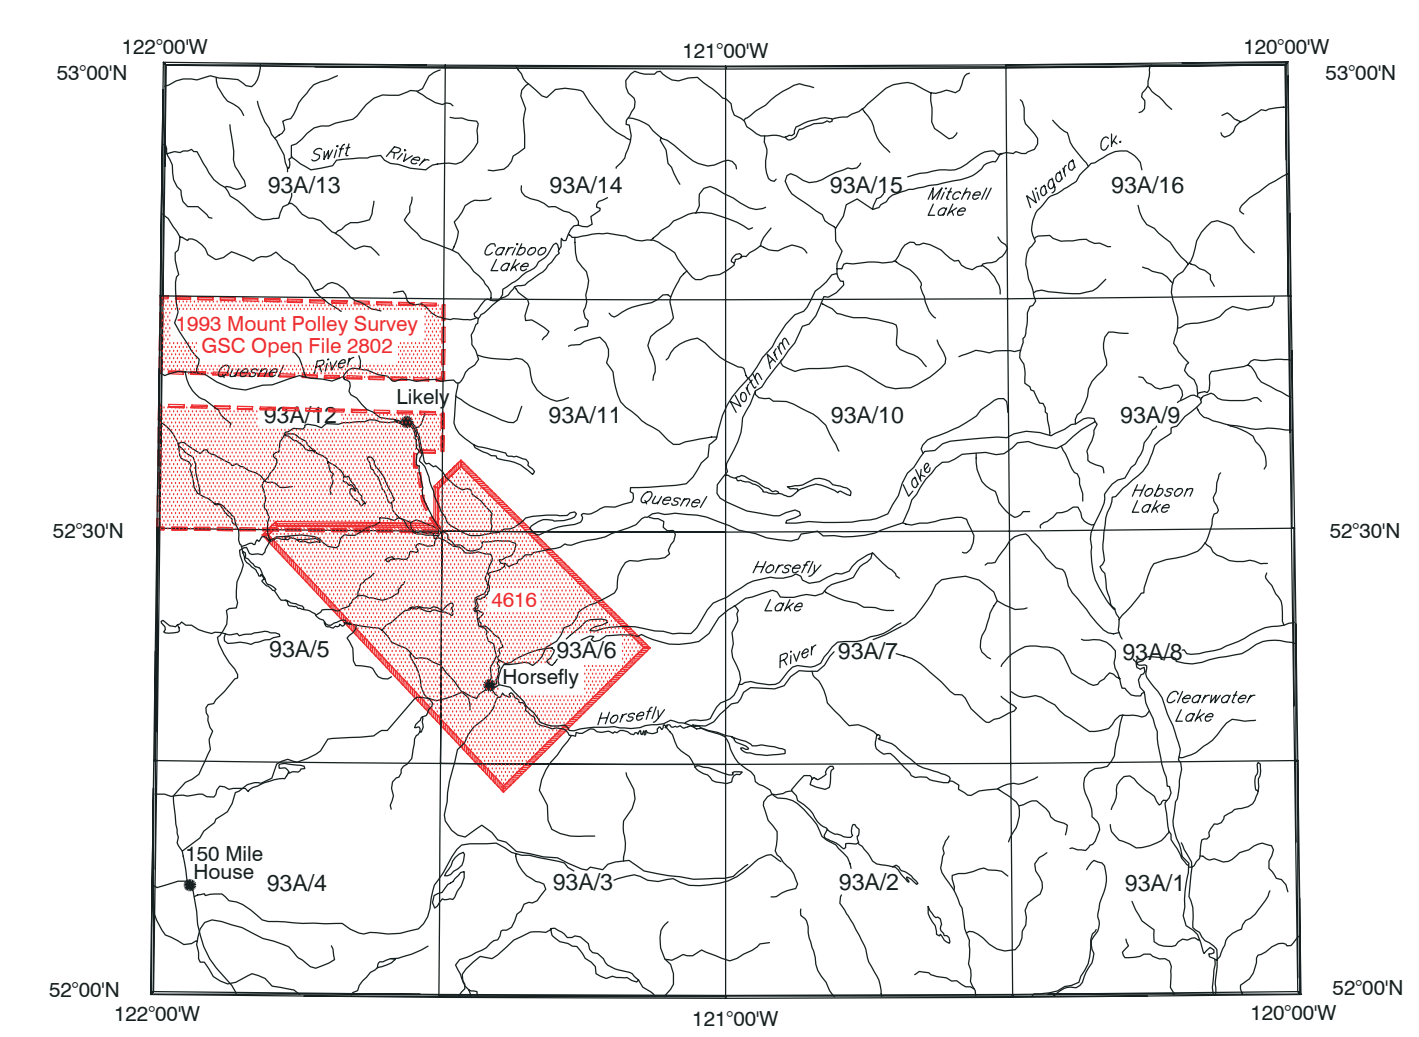 122°00'W
121°00'W
120°00'W
53°00'N
53°00'N
Swift River
93A/13
93A/14
93A/15
93A/16
Mitchell
Lake
Niagara Ck.
Cariboo
Lake
1993 Mount Polley Survey
GSC Open File 2802
Quesnel River
Likely
93A/12
93A/11
North Arm
93A/10
93A/9
Quesnel Lake
Hobson
Lake
52°30'N
52°30'N
Horsefly
Lake
4616
93A/5
93A/6
River
93A/7
93A/8
Horsefly
Horsefly
Clearwater
Lake
150 Mile
House
93A/4
93A/3
93A/2
93A/1
52°00'N
52°00'N
122°00'W
121°00'W
120°00'W